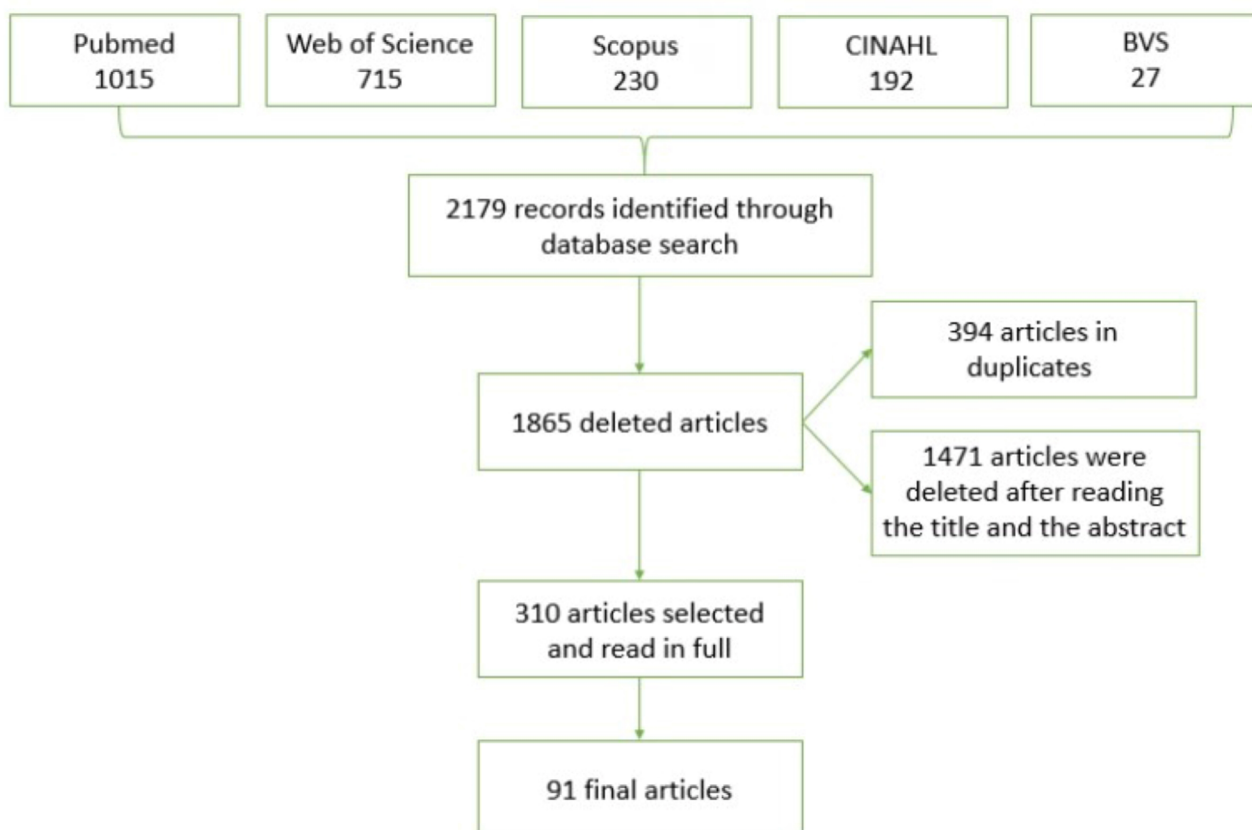 Pubmed
1015
Web of Science
715
Scopus
230
CINAHL
192
BVS
27
2179 records identified through
database search
394 articles in
duplicates
1865 deleted articles
1471 articles were
deleted after reading
the title and the abstract
310 articles selected
and read in full
91 final articles